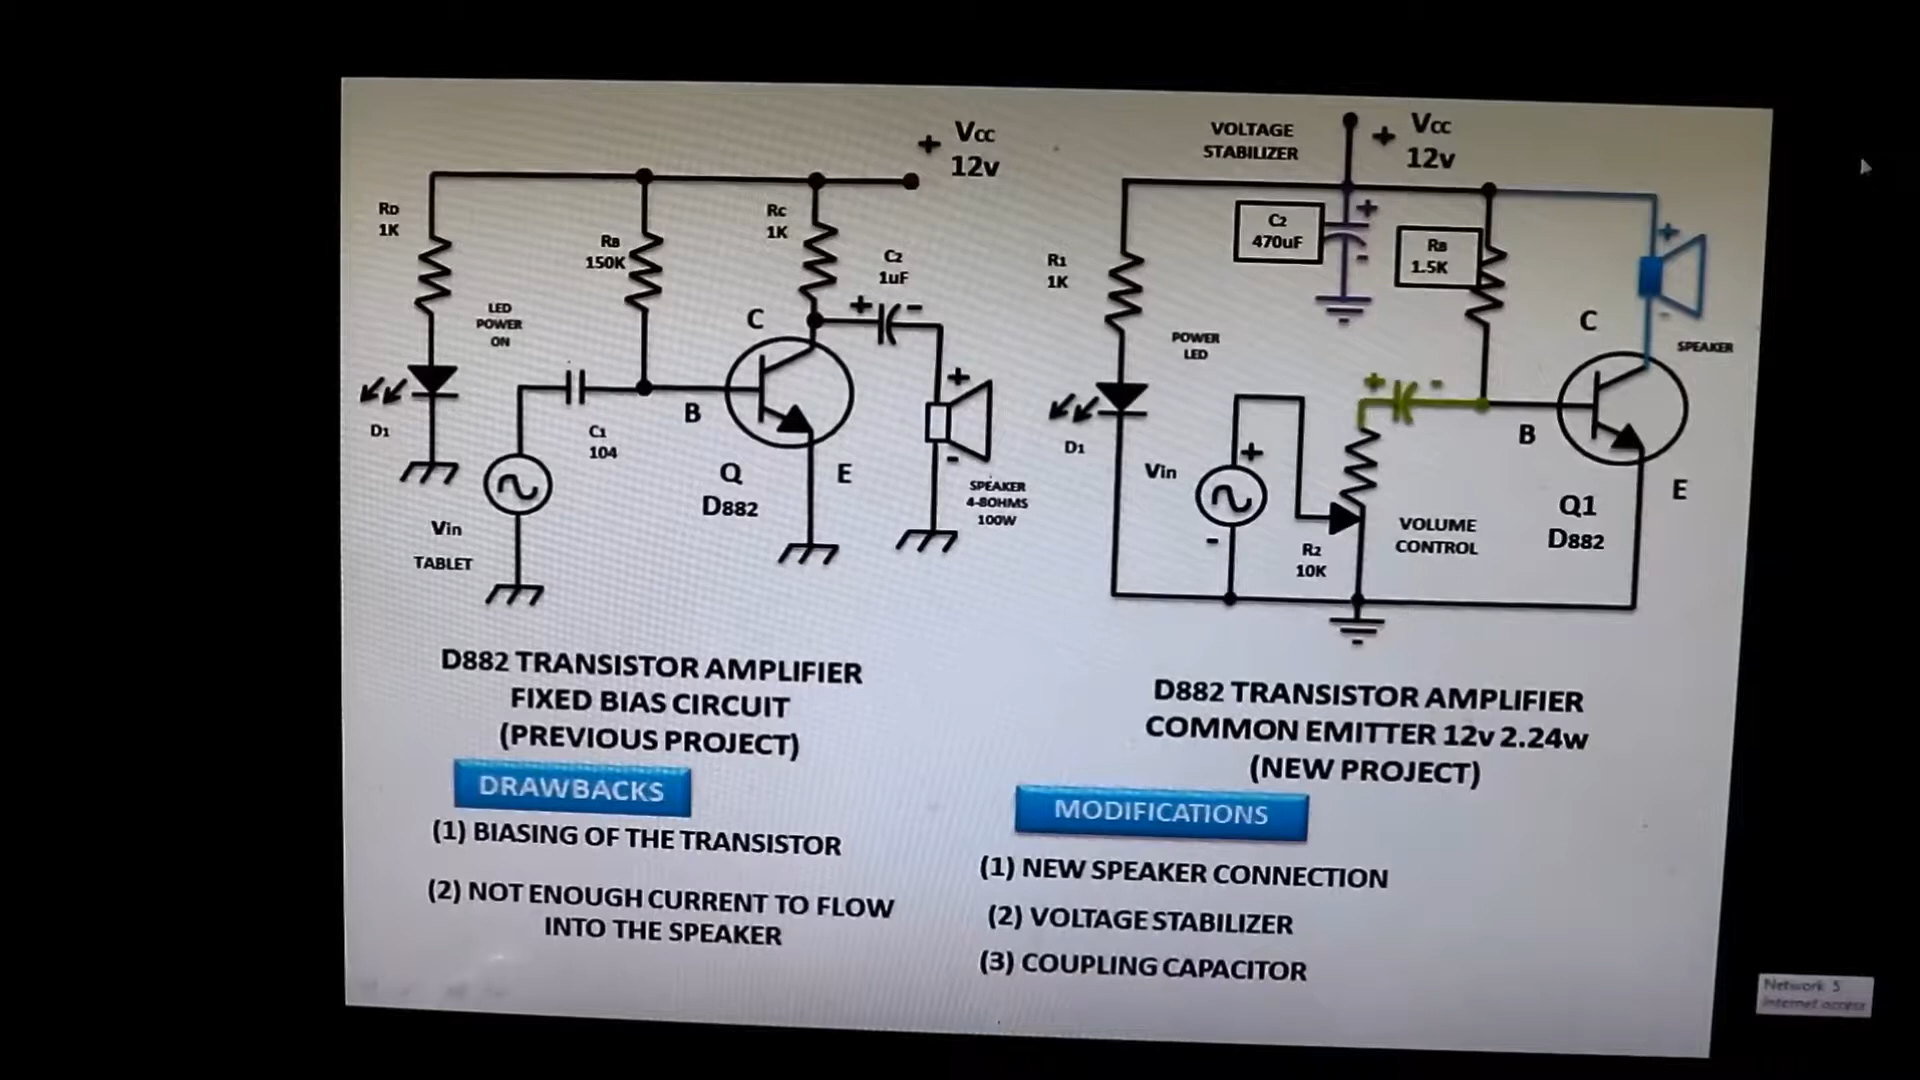 + Vcc
12v
RD
1K
RB
150K
RC
1K
C2
1uF
+ -
LED
POWER
ON
C
D1
C1
104
B
Q
D882
E
+
-
SPEAKER
4-8OHMS
100W
Vin
TABLET
D882 TRANSISTOR AMPLIFIER
FIXED BIAS CIRCUIT
(PREVIOUS PROJECT)
DRAWBACKS
(1) BIASING OF THE TRANSISTOR
(2) NOT ENOUGH CURRENT TO FLOW
INTO THE SPEAKER
VOLTAGE
STABILIZER
+ Vcc
12v
C2
470uF
+
-
RB
1.5K
R1
1K
+
-
SPEAKER
C
POWER
LED
+ -
D1
B
Vin
+
-
E
Q1
D882
VOLUME
CONTROL
R2
10K
D882 TRANSISTOR AMPLIFIER
COMMON EMITTER 12v 2.24w
(NEW PROJECT)
MODIFICATIONS
(1) NEW SPEAKER CONNECTION
(2) VOLTAGE STABILIZER
(3) COUPLING CAPACITOR
Network 5
Internet access